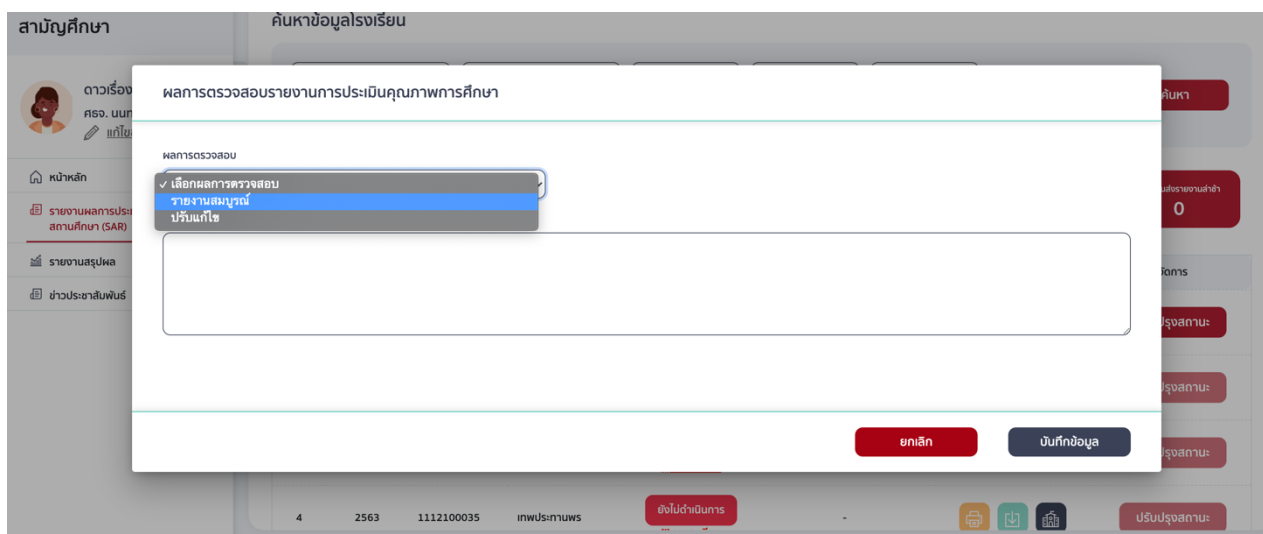 สามัญศึกษา
ค้นหาข้อมูลโรงเรียน
ดาวเรือง
ศธจ. นนท
แก้ไข
ค้นหา
ผลการตรวจสอบรายงานการประเมินคุณภาพการศึกษา
ผลการตรวจสอบ
✓ เลือกผลการตรวจสอบ
รายงานสมบูรณ์
ปรับแก้ไข
หน้าหลัก
รายงานผลการประเ
สถานศึกษา (SAR)
รายงานสรุปผล
ข่าวประชาสัมพันธ์
นส่งรายงานล่าช้า
0
จัดการ
ปรุงสถานะ
ปรุงสถานะ
ยกเลิก
บันทึกข้อมูล
ปรุงสถานะ
4 2563 1112100035 เทพประทานพร ยังไม่ดำเนินการ - ปรับปรุงสถานะ